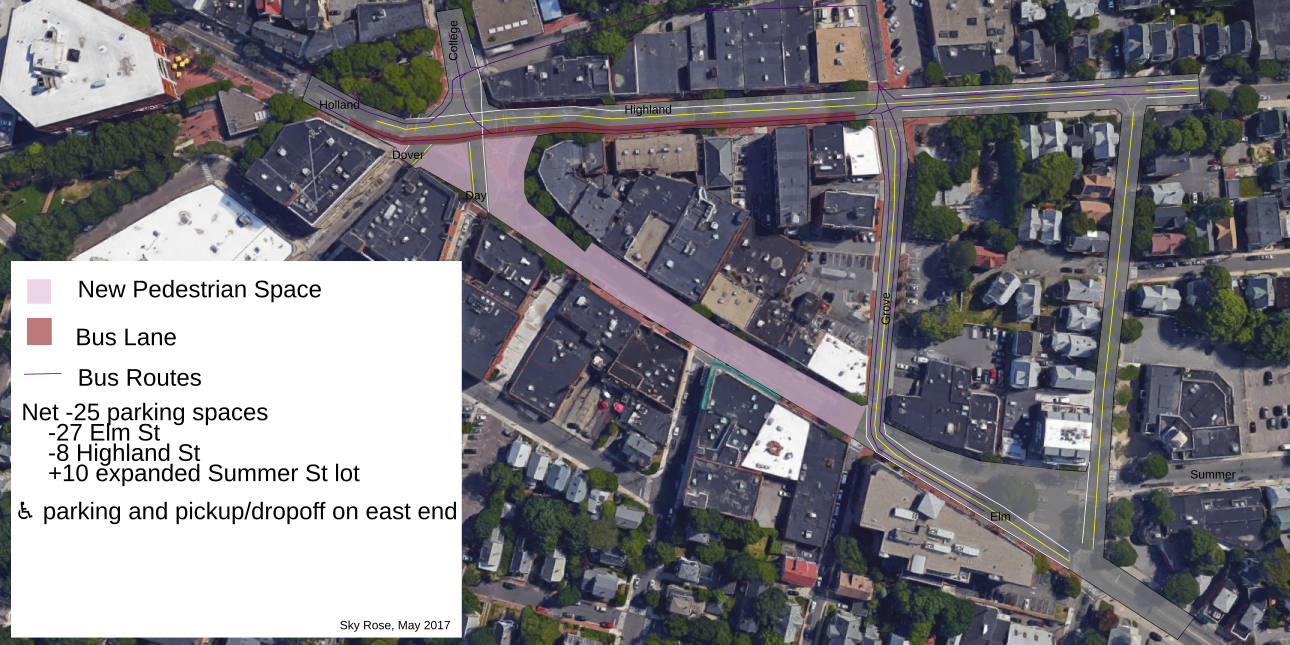 College
Holland
Highland
Dover
Day
Grove
Summer
Elm
New Pedestrian Space
Bus Lane
Bus Routes
Net -25 parking spaces
-27 Elm St
-8 Highland St
+10 expanded Summer St lot
♿ parking and pickup/dropoff on east end
Sky Rose, May 2017